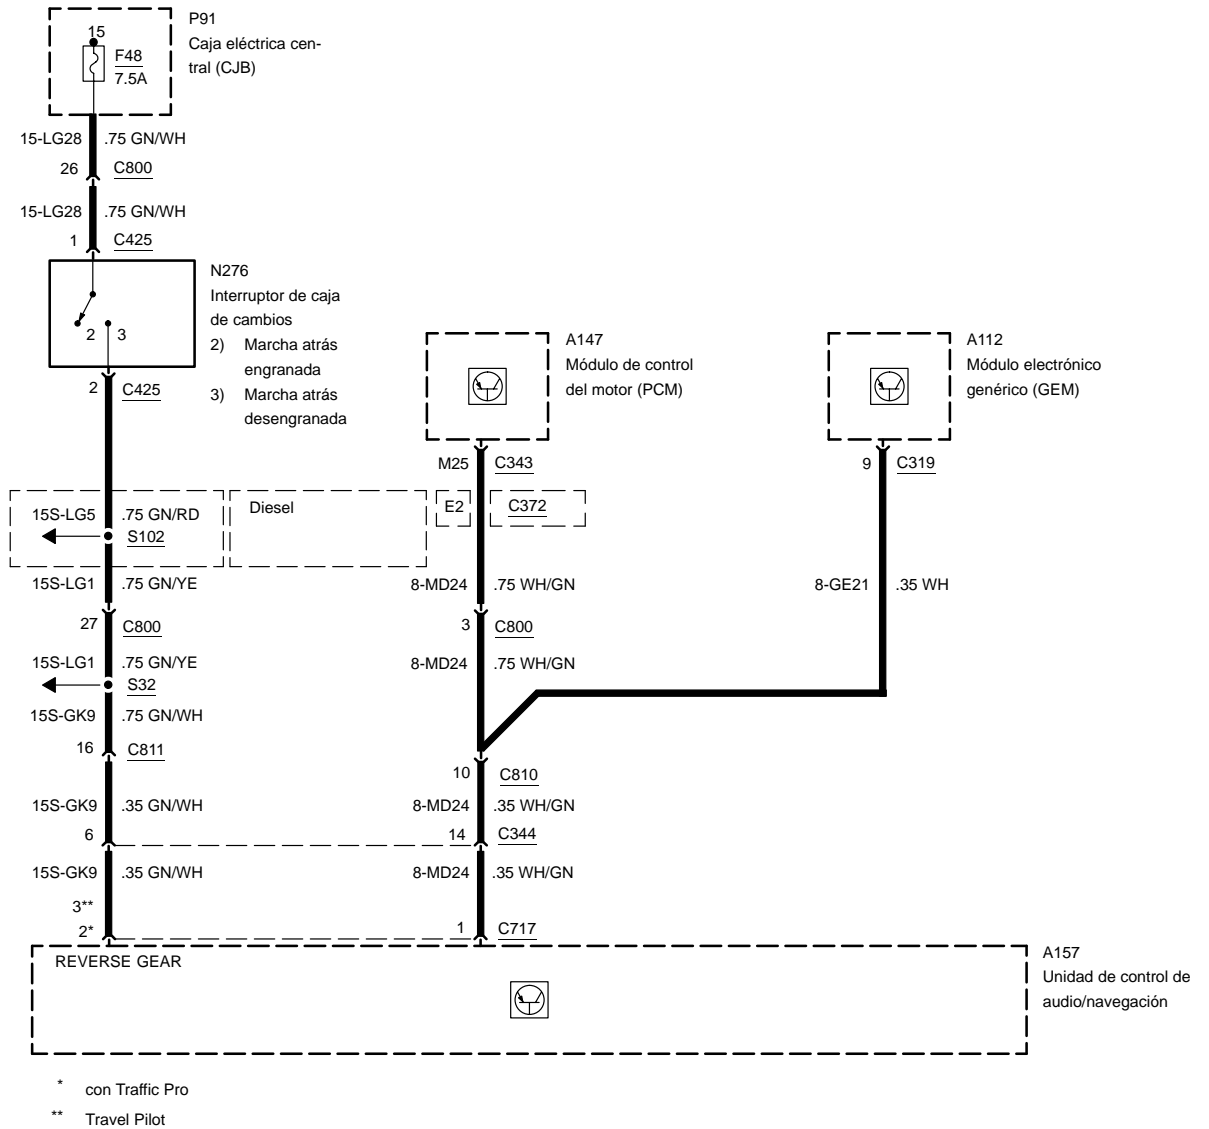 P91
Caja eléctrica cen-
tral (CJB)
15
F48
7.5A
15-LG28 .75 GN/WH
26 C800
15-LG28 .75 GN/WH
1 C425
N276
Interruptor de caja
de cambios
2) Marcha atrás
engranada
3) Marcha atrás
desengranada
2 3
2 C425
A147
Módulo de control
del motor (PCM)
A112
Módulo electrónico
genérico (GEM)
M25 C343
9 C319
15S-LG5 .75 GN/RD
S102
Diesel
E2 C372
15S-LG1 .75 GN/YE
8-MD24 .75 WH/GN
8-GE21 .35 WH
27 C800
3 C800
15S-LG1 .75 GN/YE
8-MD24 .75 WH/GN
S32
15S-GK9 .75 GN/WH
16 C811
10 C810
15S-GK9 .35 GN/WH
8-MD24 .35 WH/GN
6
14 C344
15S-GK9 .35 GN/WH
8-MD24 .35 WH/GN
3**
2*
1 C717
REVERSE GEAR
A157
Unidad de control de
audio/navegación
* con Traffic Pro
** Travel Pilot